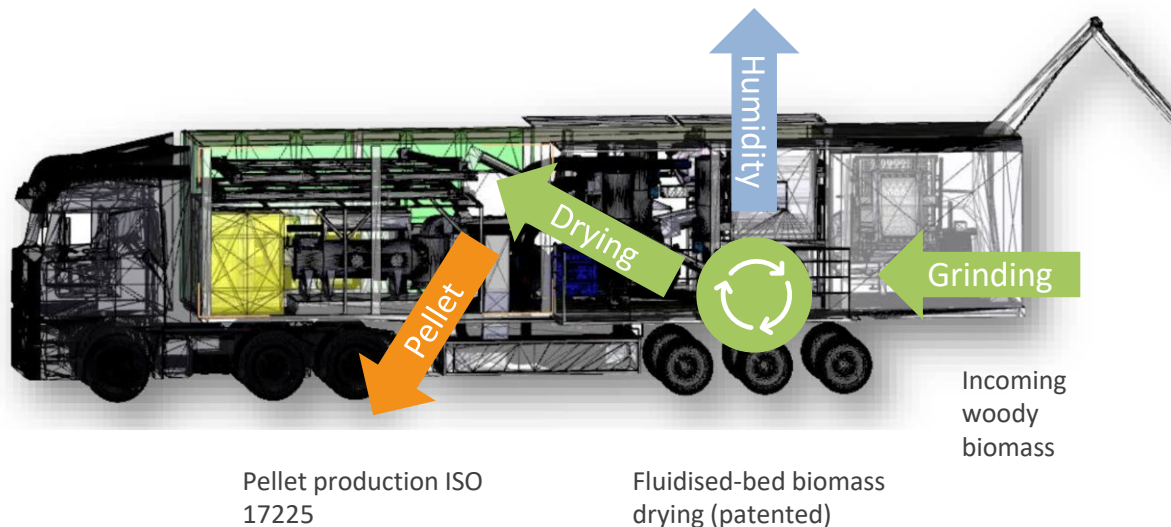 Humidity
Drying
Grinding
Pellet
Incoming
woody
biomass
Pellet production ISO
17225
Fluidised-bed biomass
drying (patented)